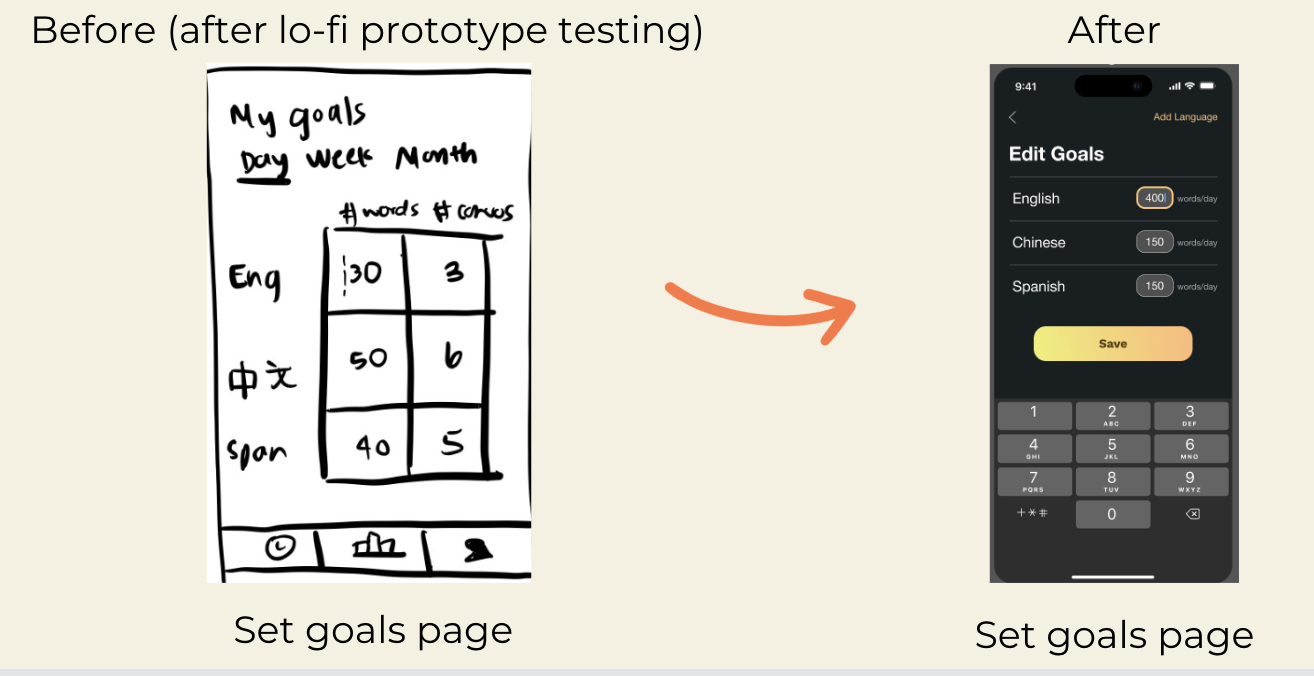 Before (after lo-fi prototype testing)
After
My goals
Day Week Month
# words # convos
Eng 30 3
中文 50 6
Span 40 5
Set goals page
9:41
Add Language
Edit Goals
English 400 words/day
Chinese 150 words/day
Spanish 150 words/day
Save
1 2 3
ABC DEF
4 5 6
GHI JKL MNO
7 8 9
PQRS TUV WXYZ
+*# 0
Set goals page